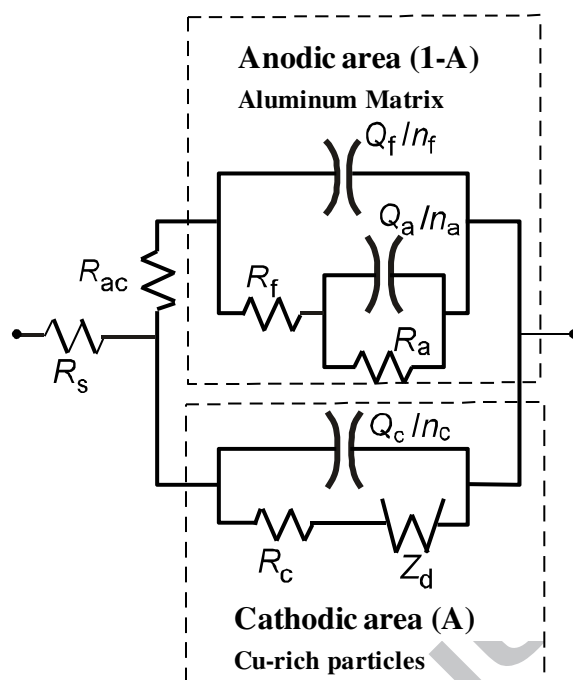 Anodic area (1-A)
Aluminum Matrix
Qf/nf
Qa/na
Rac
Rf
Rs
Ra
Qc/nc
Rc
Zd
Cathodic area (A)
Cu-rich particles